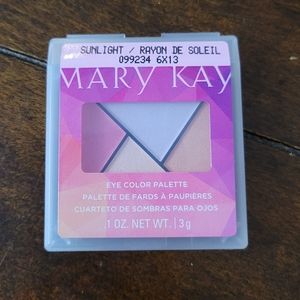 SUNLIGHT / RAYON DE SOLEIL
099234 6X13
MARY KAY
EYE COLOR PALETTE
PALETTE DE FARDS À PAUPIÈRES
CUARTETO DE SOMBRAS PARA OJOS
.1 OZ. NET WT. | 3 g